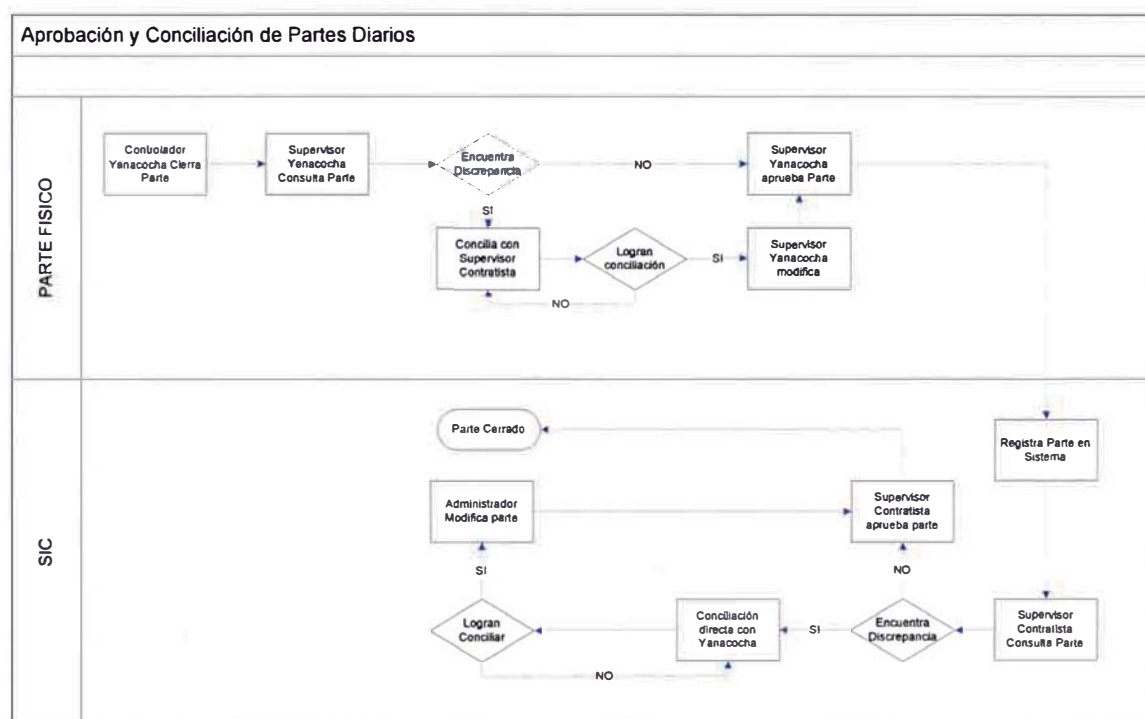 Aprobación y Conciliación de Partes Diarios
PARTE FISICO
Controlador
Yanacocha Cierra
Parte
Supervisor
Yanacocha
Consulta Parte
Encuentra
Discrepancia
NO
Supervisor
Yanacocha
aprueba Parte
SI
Concilia con
Supervisor
Contratista
Logran
conciliación
SI
Supervisor
Yanacocha
modifica
NO
SIC
Parte Cerrado
Registra Parte en
Sistema
Administrador
Modifica parte
Supervisor
Contratista
aprueba parte
SI
NO
Logran
Conciliar
Conciliación
directa con
Yanacocha
SI
Encuentra
Discrepancia
Supervisor
Contratista
Consulta Parte
NO